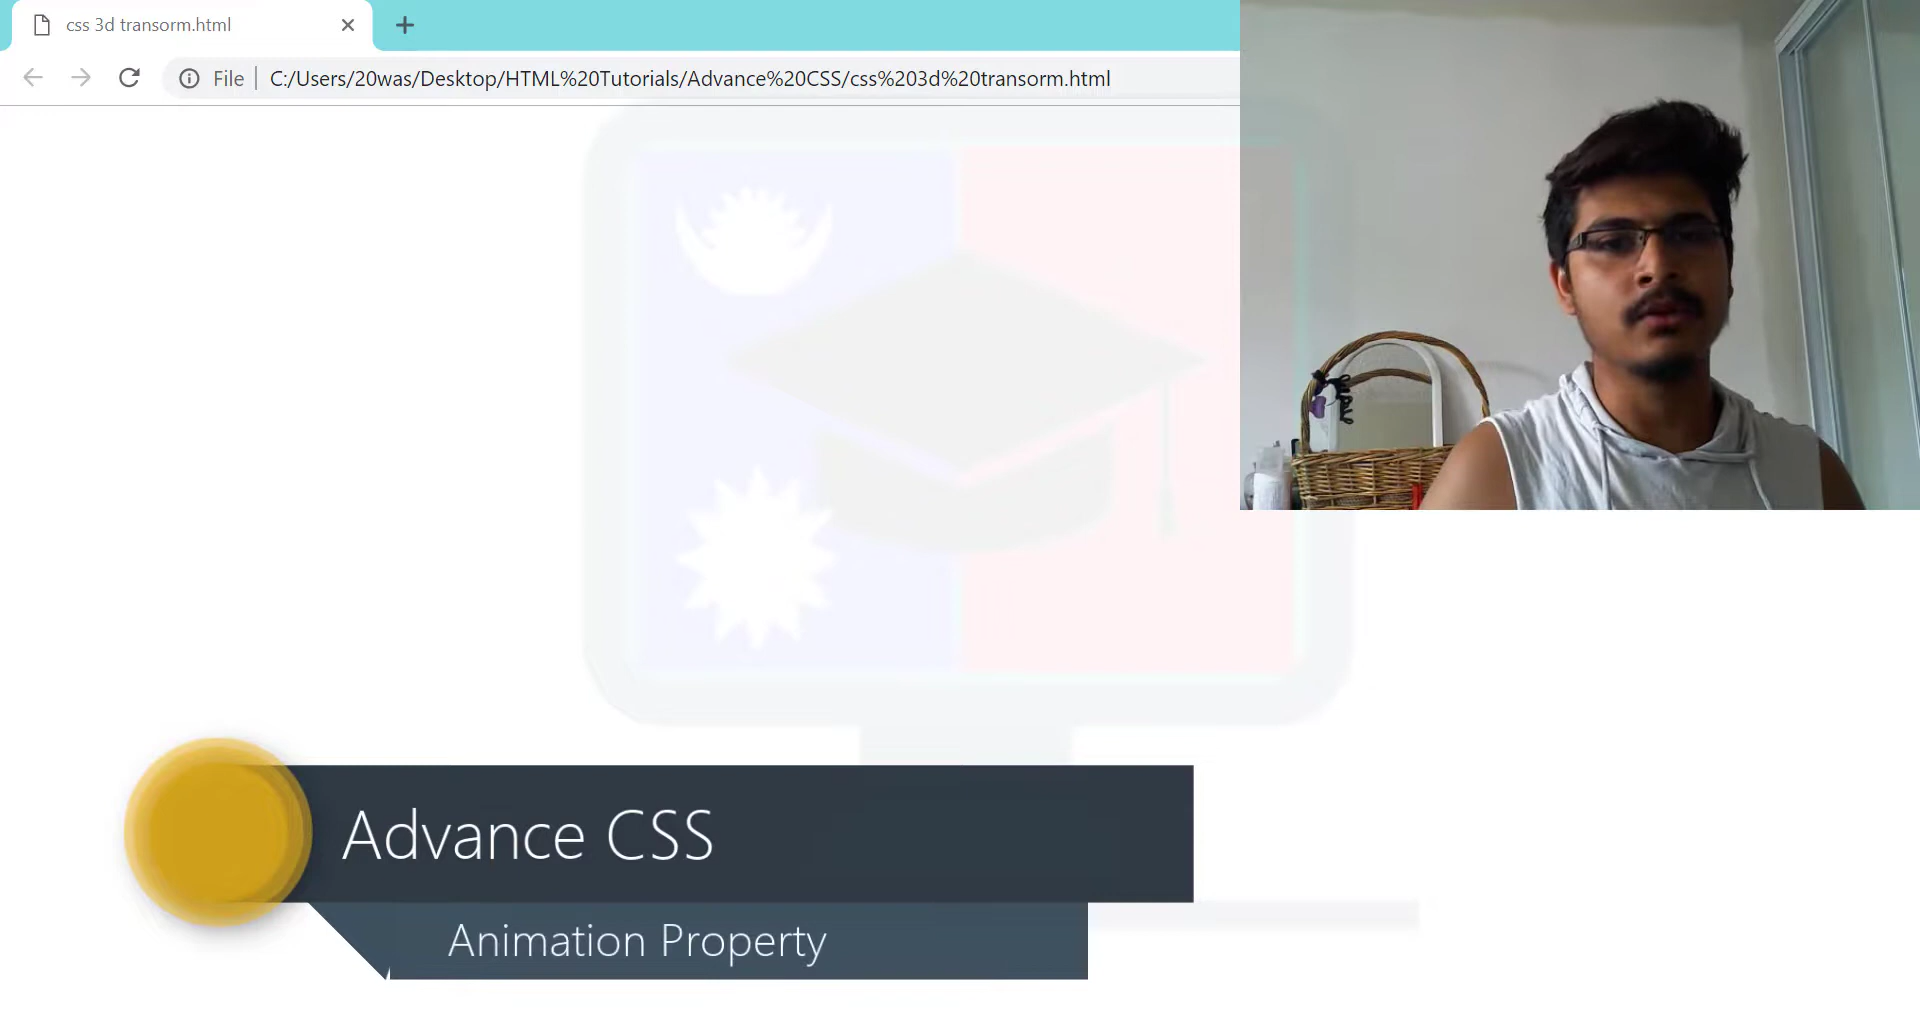 css 3d transorm.html
File
C:/Users/20was/Desktop/HTML%20Tutorials/Advance%20CSS/css%203d%20transorm.html
Advance CSS
Animation Property